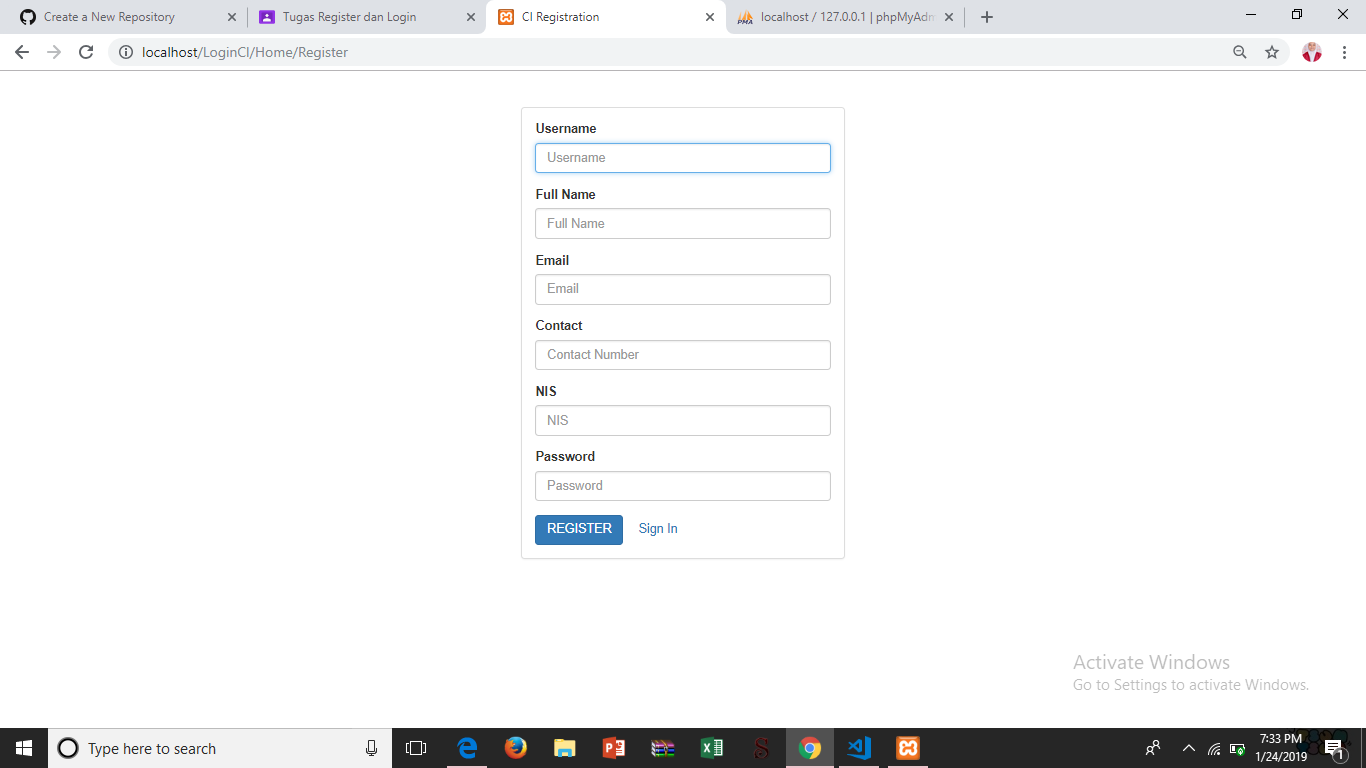 Create a New Repository
Tugas Register dan Login
CI Registration
localhost / 127.0.0.1 | phpMyAdm
localhost/LoginCI/Home/Register
Username
Username
Full Name
Full Name
Email
Email
Contact
Contact Number
NIS
NIS
Password
Password
REGISTER Sign In
Activate Windows
Go to Settings to activate Windows.
Type here to search
7:33 PM
1/24/2019
1